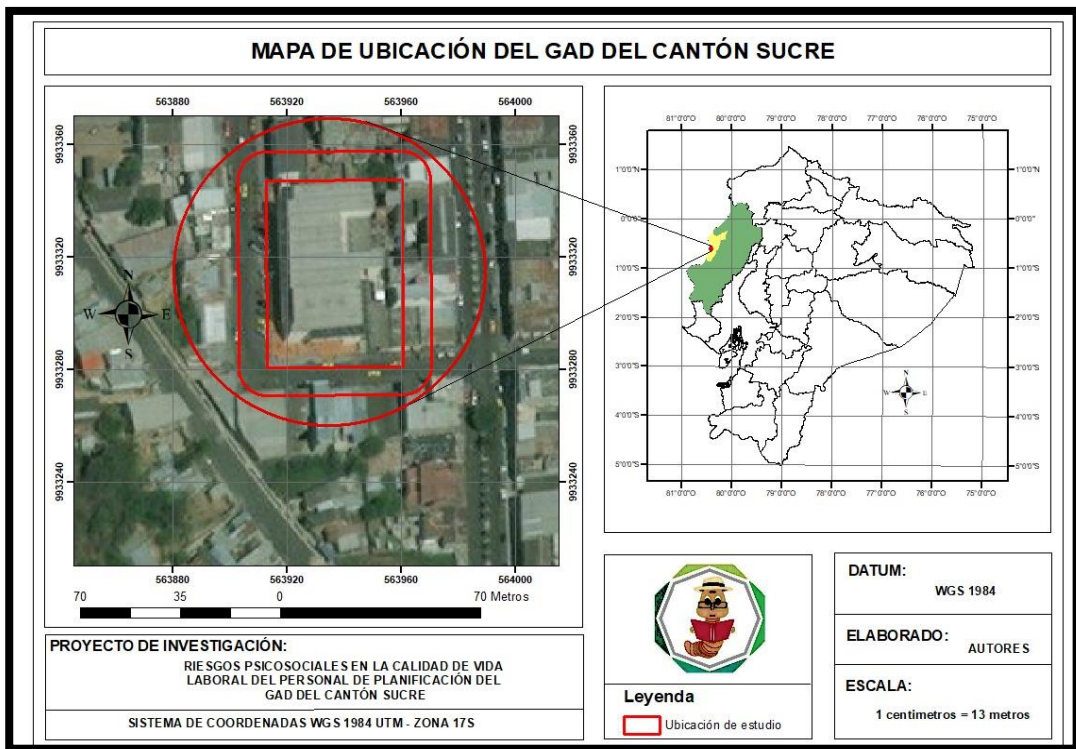 MAPA DE UBICACIÓN DEL GAD DEL CANTÓN SUCRE
563880 563920 563960 564000
9933360 9933360
9933320 9933320
9933280 9933280
9933240 9933240
N
W E
S
563880 563920 563960 564000
70 35 0 70 Metros
81°0'0"O 80°0'0"O 79°0'0"O 78°0'0"O 77°0'0"O 76°0'0"O 75°0'0"O
1°0'0"N 1°0'0"N
0°0'0" 0°0'0"
1°0'0"S 1°0'0"S
2°0'0"S 2°0'0"S
3°0'0"S 3°0'0"S
4°0'0"S 4°0'0"S
5°0'0"S 5°0'0"S
N
W E
S
81°0'0"O 80°0'0"O 79°0'0"O 78°0'0"O 77°0'0"O 76°0'0"O 75°0'0"O
PROYECTO DE INVESTIGACIÓN:
RIESGOS PSICOSOCIALES EN LA CALIDAD DE VIDA
LABORAL DEL PERSONAL DE PLANIFICACIÓN DEL
GAD DEL CANTÓN SUCRE
SISTEMA DE COORDENADAS WGS 1984 UTM - ZONA 17S
Leyenda
Ubicación de estudio
DATUM:
WGS 1984
ELABORADO:
AUTORES
ESCALA:
1 centimetros = 13 metros